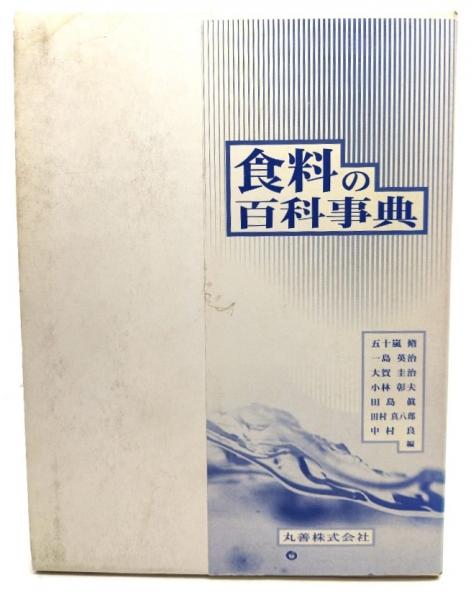 食料の
百科事典
五十嵐 脩
一島 英治
大賀 圭治
小林 彰夫
田島 眞
田村 真八郎
中村 良
編
丸善株式会社